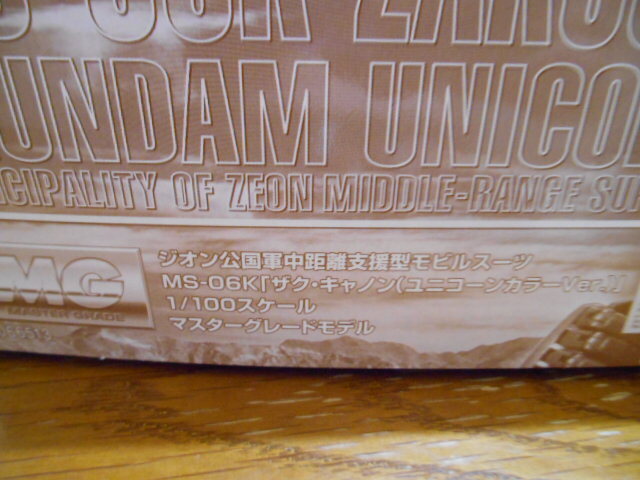 UNDAM UNICO
CIPALITY OF ZEON MIDDLE-RANGE SU
MG
MASTER GRADE
ジオン公国軍中距離支援型モビルスーツ
MS-06K「ザク・キャノン(ユニコーンカラーVer.)」
1/100スケール
マスターグレードモデル